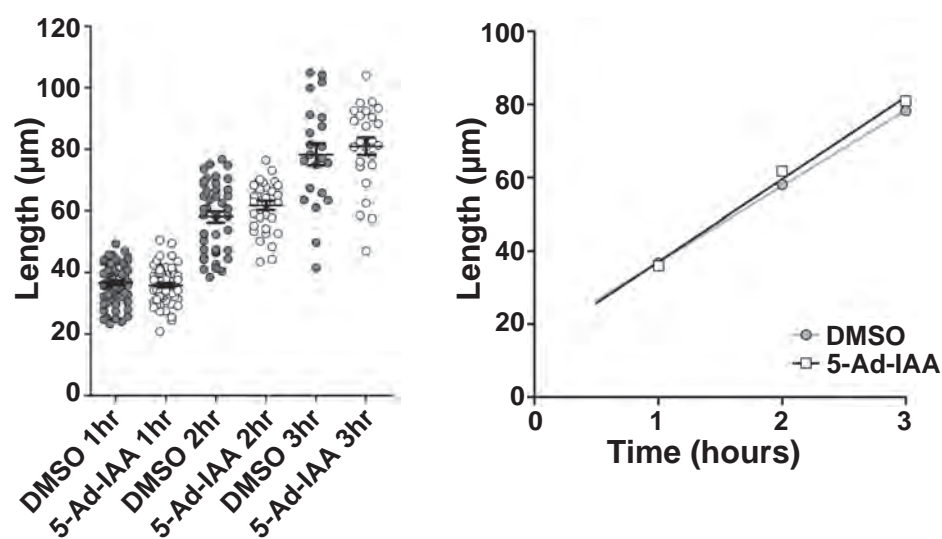 Length (µm)
120
100
80
60
40
20
0
DMSO 1hr
5-Ad-IAA 1hr
DMSO 2hr
5-Ad-IAA 2hr
DMSO 3hr
5-Ad-IAA 3hr
Length (µm)
100
80
60
40
20
0
0
1
2
3
Time (hours)
DMSO
5-Ad-IAA